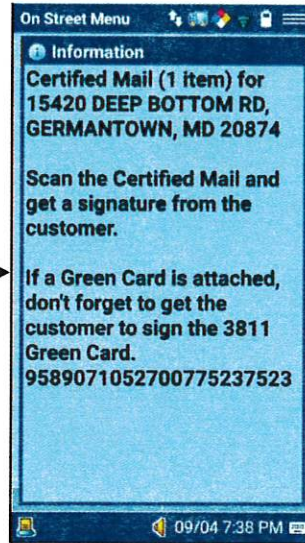 On Street Menu
Information
Certified Mail (1 item) for
15420 DEEP BOTTOM RD,
GERMANTOWN, MD 20874
Scan the Certified Mail and
get a signature from the
customer.
If a Green Card is attached,
don't forget to get the
customer to sign the 3811
Green Card.
9589071052700775237523
09/04 7:38 PM